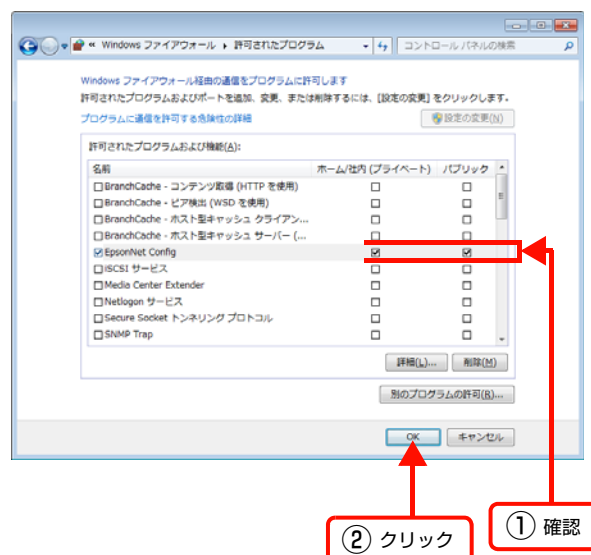 « Windows ファイアウォール ▸ 許可されたプログラム
コントロール パネルの検索
Windows ファイアウォール経由の通信をプログラムに許可します
許可されたプログラムおよびポートを追加、変更、または削除するには、[設定の変更] をクリックします。
プログラムに通信を許可する危険性の詳細
設定の変更(N)
許可されたプログラムおよび機能(A):
名前 ホーム/社内 (プライベート) パブリック
BranchCache - コンテンツ取得 (HTTP を使用)
BranchCache - ピア検出 (WSD を使用)
BranchCache - ホスト型キャッシュ クライアン...
BranchCache - ホスト型キャッシュ サーバー (...
EpsonNet Config
iSCSI サービス
Media Center Extender
Netlogon サービス
Secure Socket トンネリング プロトコル
SNMP Trap
詳細(L)... 削除(M)
別のプログラムの許可(R)...
OK キャンセル
① 確認
② クリック